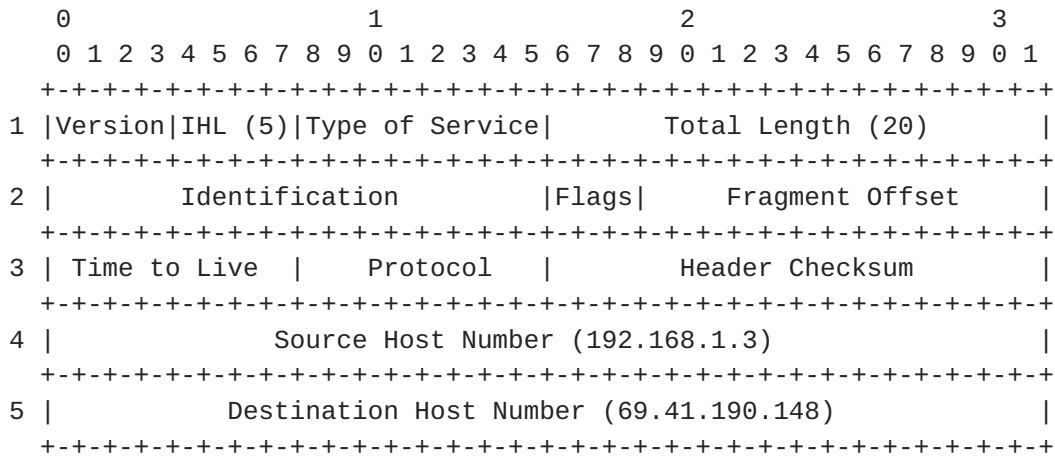 0                   1                   2                   3
    0 1 2 3 4 5 6 7 8 9 0 1 2 3 4 5 6 7 8 9 0 1 2 3 4 5 6 7 8 9 0 1
   +-+-+-+-+-+-+-+-+-+-+-+-+-+-+-+-+-+-+-+-+-+-+-+-+-+-+-+-+-+-+-+-+
 1 |Version|IHL (5)|Type of Service|       Total Length (20)       |
   +-+-+-+-+-+-+-+-+-+-+-+-+-+-+-+-+-+-+-+-+-+-+-+-+-+-+-+-+-+-+-+-+
 2 |        Identification         |Flags|     Fragment Offset     |
   +-+-+-+-+-+-+-+-+-+-+-+-+-+-+-+-+-+-+-+-+-+-+-+-+-+-+-+-+-+-+-+-+
 3 | Time to Live  |    Protocol   |        Header Checksum        |
   +-+-+-+-+-+-+-+-+-+-+-+-+-+-+-+-+-+-+-+-+-+-+-+-+-+-+-+-+-+-+-+-+
 4 |              Source Host Number (192.168.1.3)                 |
   +-+-+-+-+-+-+-+-+-+-+-+-+-+-+-+-+-+-+-+-+-+-+-+-+-+-+-+-+-+-+-+-+
 5 |           Destination Host Number (69.41.190.148)             |
   +-+-+-+-+-+-+-+-+-+-+-+-+-+-+-+-+-+-+-+-+-+-+-+-+-+-+-+-+-+-+-+-+